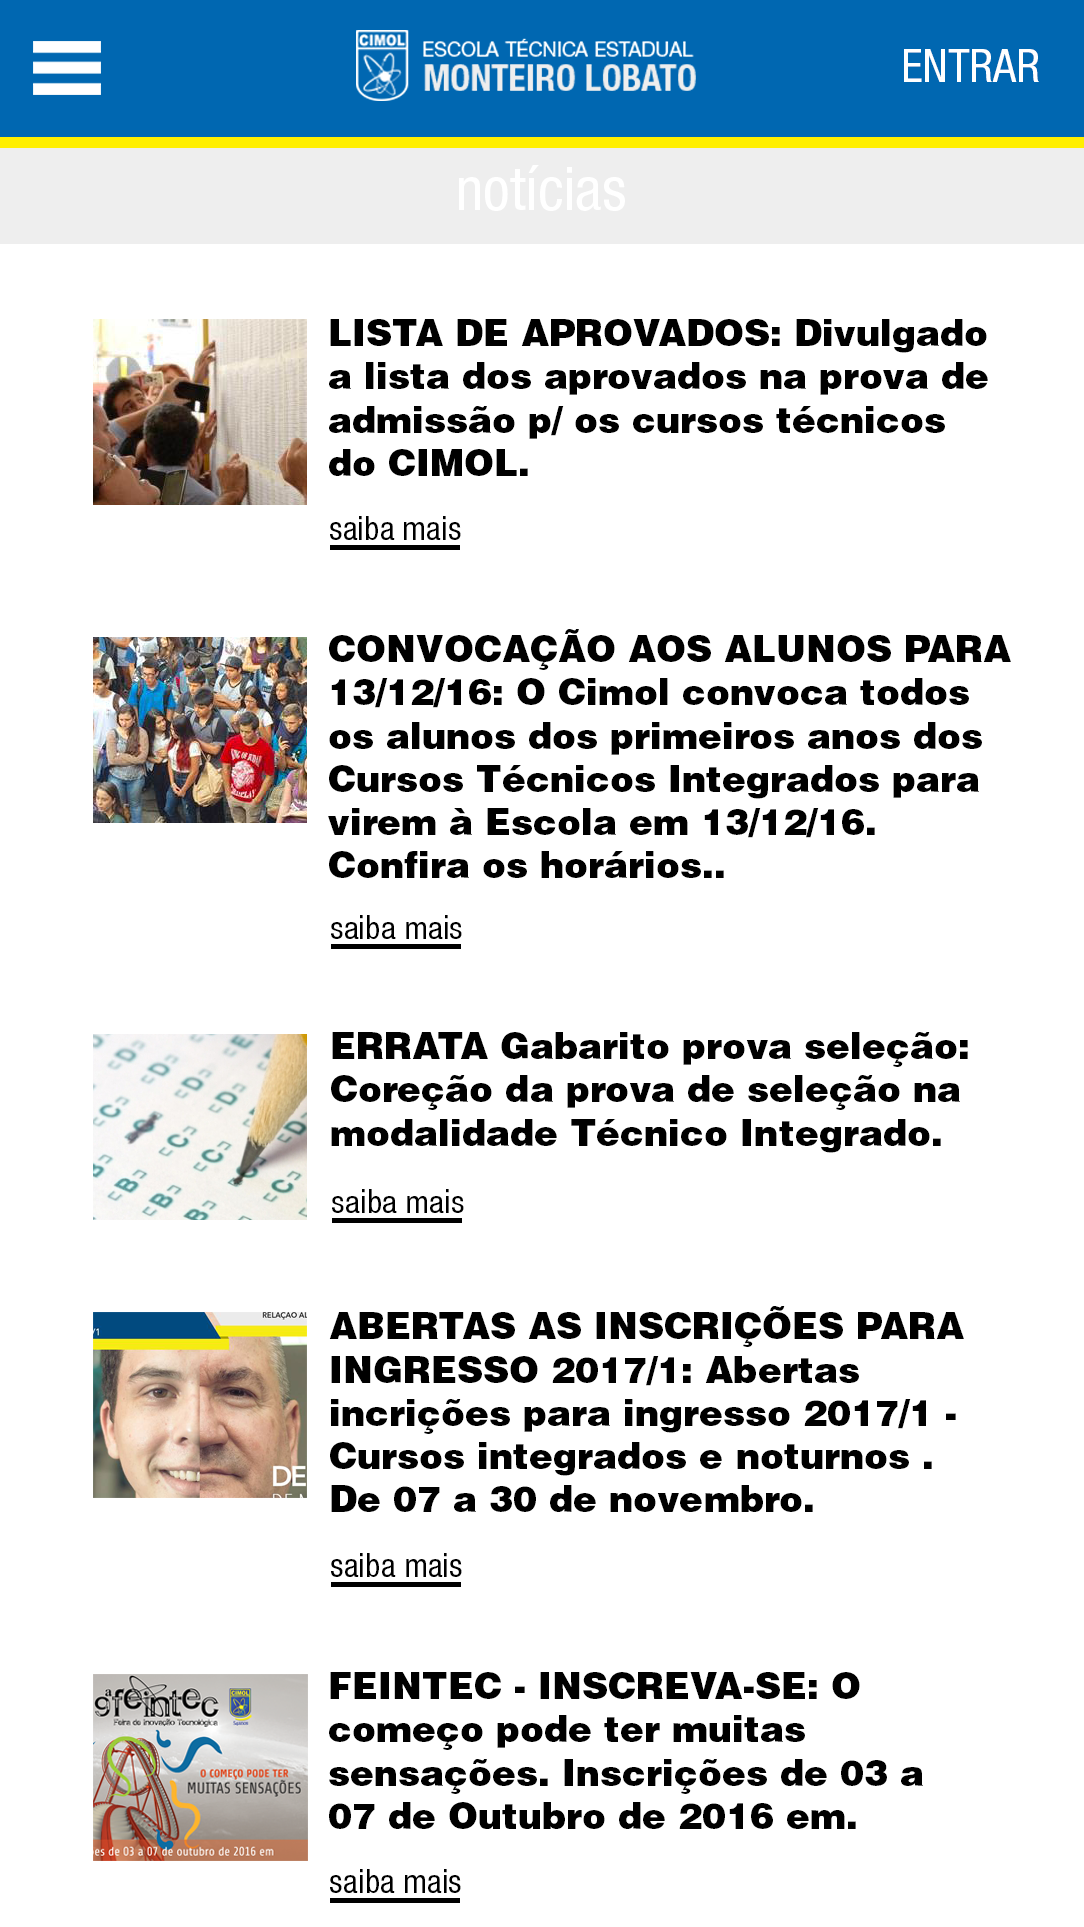 CIMOL
ESCOLA TÉCNICA ESTADUAL
MONTEIRO LOBATO
ENTRAR
notícias
LISTA DE APROVADOS: Divulgado
a lista dos aprovados na prova de
admissão p/ os cursos técnicos
do CIMOL.
saiba mais
CONVOCAÇÃO AOS ALUNOS PARA
13/12/16: O Cimol convoca todos
os alunos dos primeiros anos dos
Cursos Técnicos Integrados para
virem à Escola em 13/12/16.
Confira os horários..
saiba mais
ERRATA Gabarito prova seleção:
Coreção da prova de seleção na
modalidade Técnico Integrado.
saiba mais
RELAÇAO AL
/1
DE
ABERTAS AS INSCRIÇÕES PARA
INGRESSO 2017/1: Abertas
incrições para ingresso 2017/1 -
Cursos integrados e noturnos .
De 07 a 30 de novembro.
saiba mais
9ª feintec
Feira de Inovação Tecnológica
CIMOL
O COMEÇO PODE TER
MUITAS SENSAÇÕES
es de 03 a 07 de outubro de 2016 em
FEINTEC - INSCREVA-SE: O
começo pode ter muitas
sensações. Inscrições de 03 a
07 de Outubro de 2016 em.
saiba mais